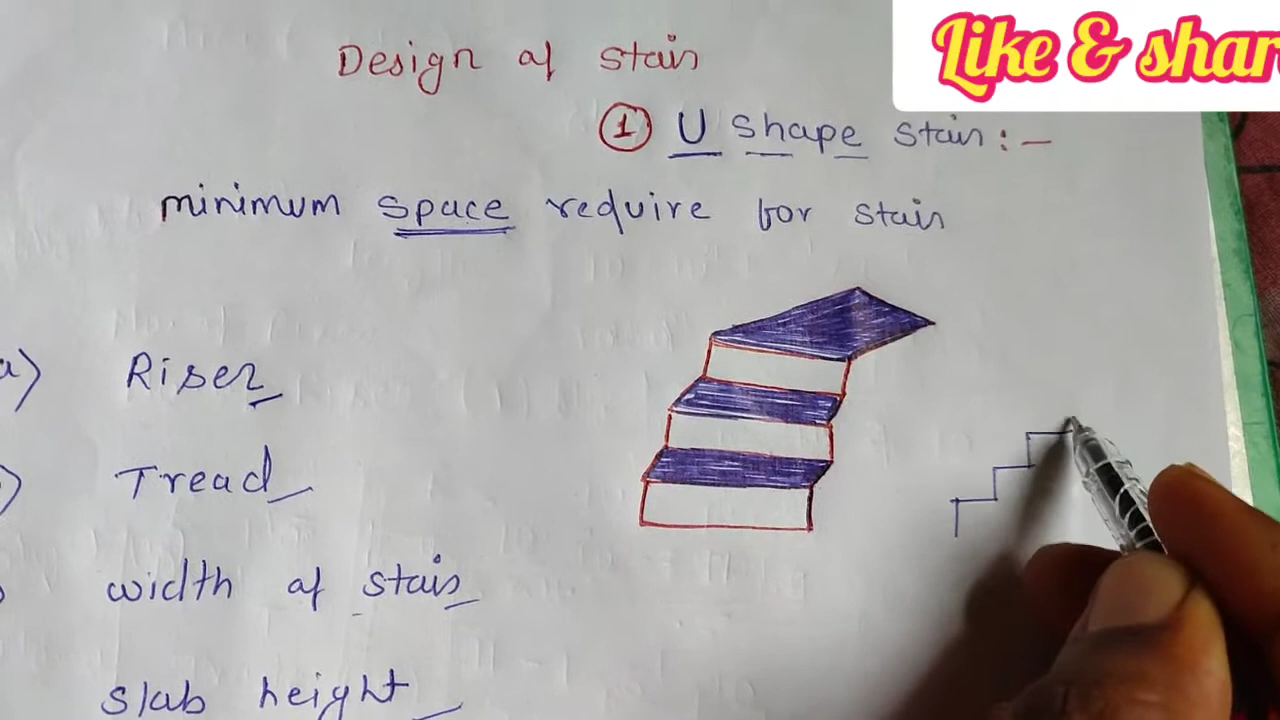 Like & shar
Design of stair
① U shape stair :-
minimum space require for stair
a) Riser
) Tread
width of stair
slab height